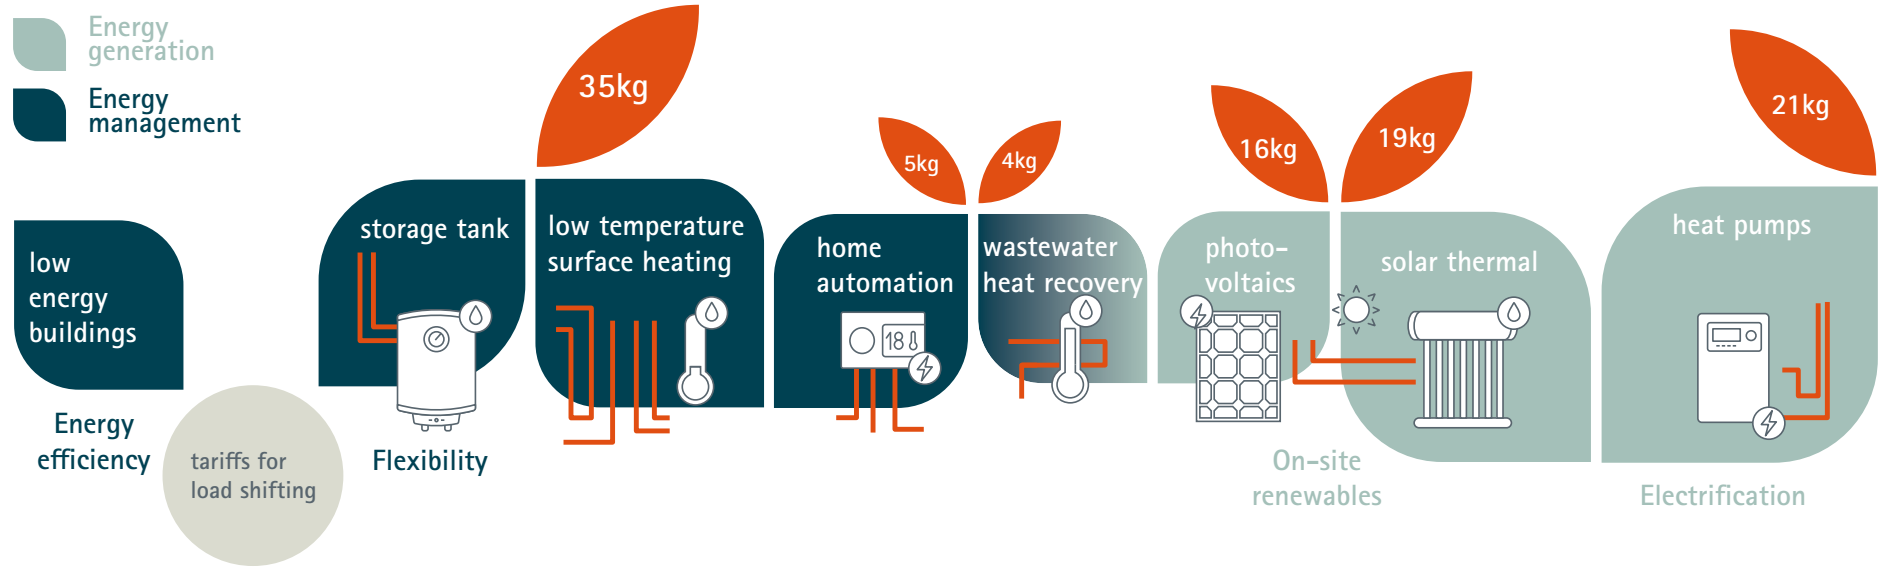 Energy
generation
Energy
management
35kg
5kg
4kg
16kg
19kg
21kg
low
energy
buildings
storage tank
low temperature
surface heating
home
automation
18
wastewater
heat recovery
photo-
voltaics
solar thermal
heat pumps
Energy
efficiency
tariffs for
load shifting
Flexibility
On-site
renewables
Electrification